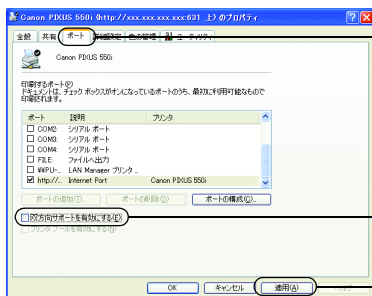 Canon PIXUS 550i (http://xxx.xxx.xxx.xxx:631 上) のプロパティ
全般 共有 ポート 詳細設定 色の管理 ユーティリティ
Canon PIXUS 550i
印刷するポート(P)
ドキュメントは、チェック ボックスがオンになっているポートのうち、最初に利用可能なもので
印刷されます。
ポート 説明 プリンタ
COM2: シリアル ポート
COM3: シリアル ポート
COM4: シリアル ポート
FILE: ファイルへ出力
LAN Manager プリンタ ...
http://... Internet Port Canon PIXUS 550i
ポートの追加(T)... ポートの削除(D) ポートの構成(C)...
双方向サポートを有効にする(E)
プリンタ プールを有効にする(N)
OK キャンセル 適用(A) ヘルプ